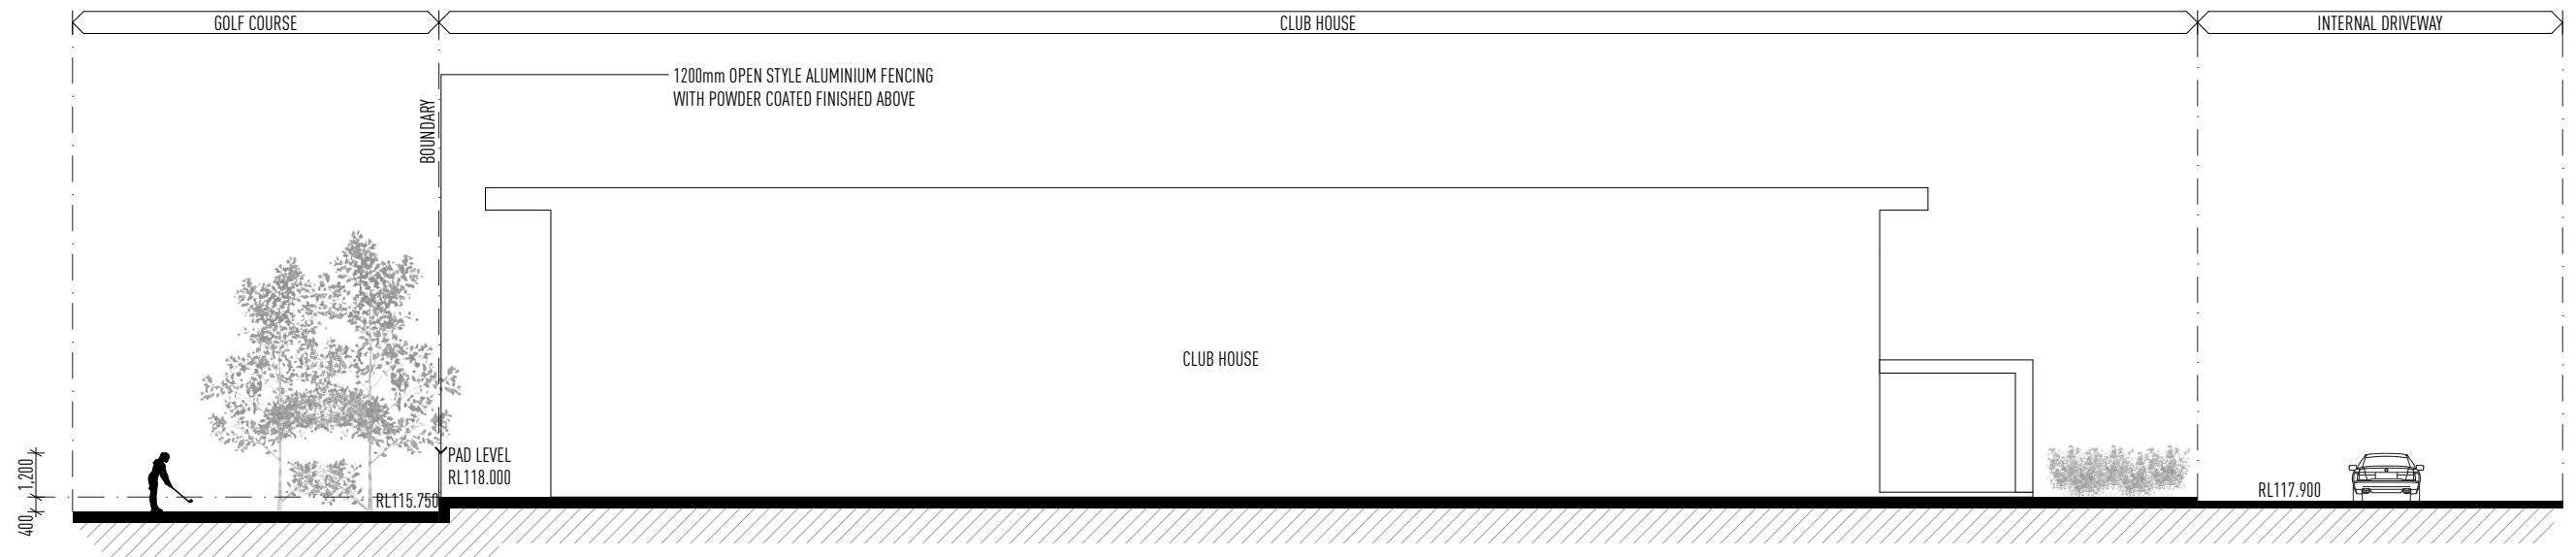 GOLF COURSE
CLUB HOUSE
INTERNAL DRIVEWAY
1200mm OPEN STYLE ALUMINIUM FENCING
WITH POWDER COATED FINISHED ABOVE
BOUNDARY
CLUB HOUSE
PAD LEVEL
RL118.000
RL115.750
RL117.900
1,200
400